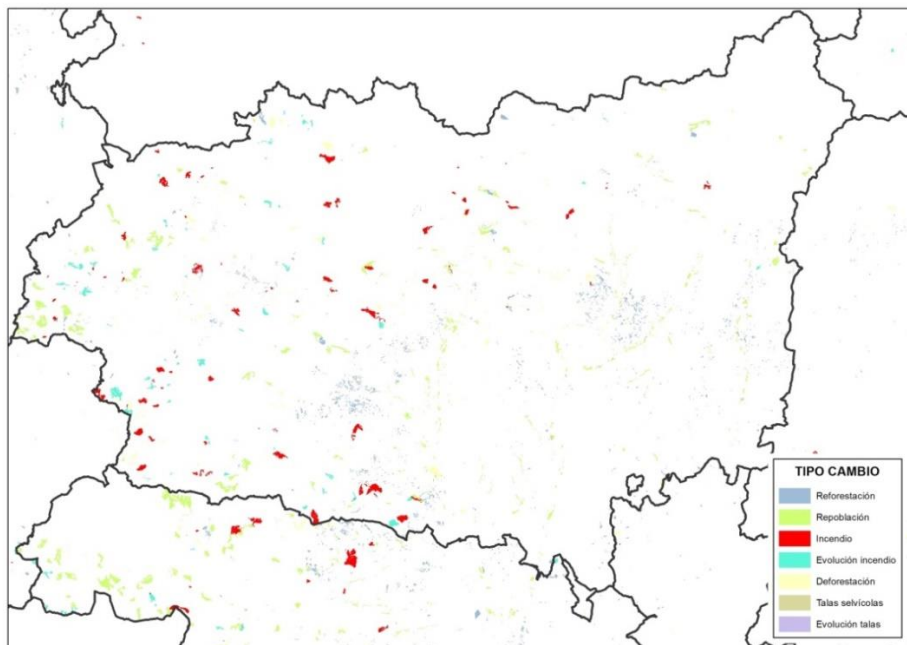 TIPO CAMBIO
Reforestación
Repoblación
Incendio
Evolución incendio
Deforestación
Talas selvícolas
Evolución talas